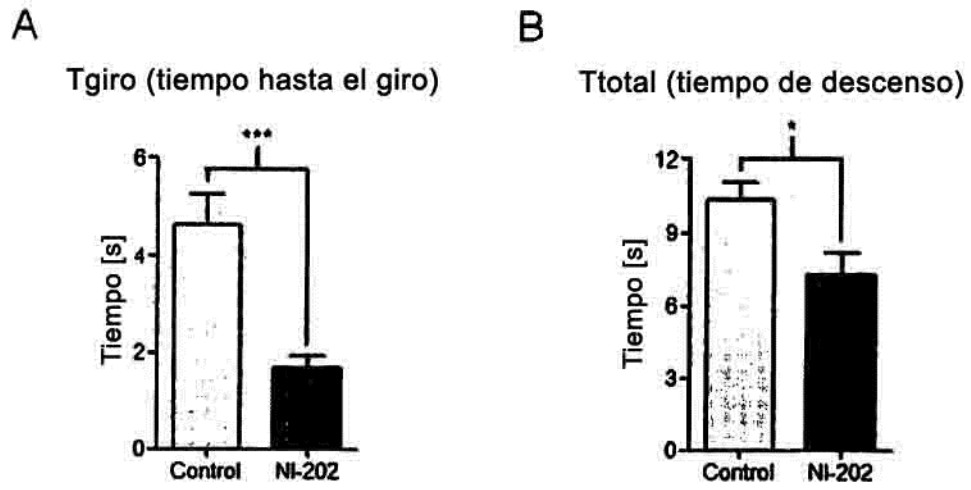 A
Tgiro (tiempo hasta el giro)
***
6
4
2
0
Tiempo [s]
Control NI-202
B
Ttotal (tiempo de descenso)
*
12
9
6
3
0
Tiempo [s]
Control NI-202